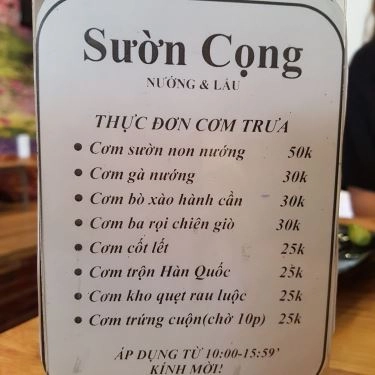 Sườn Cọng
NƯỚNG & LẨU
THỰC ĐƠN CƠM TRƯA
• Cơm sườn non nướng 50k
• Cơm gà nướng 30k
• Cơm bò xào hành cần 30k
• Cơm ba rọi chiên giò 30k
• Cơm cốt lết 25k
• Cơm trộn Hàn Quốc 25k
• Cơm kho quẹt rau luộc 25k
• Cơm trứng cuộn(chờ 10p) 25k
ÁP DỤNG TỪ 10:00-15:59'
KÍNH MỜI!